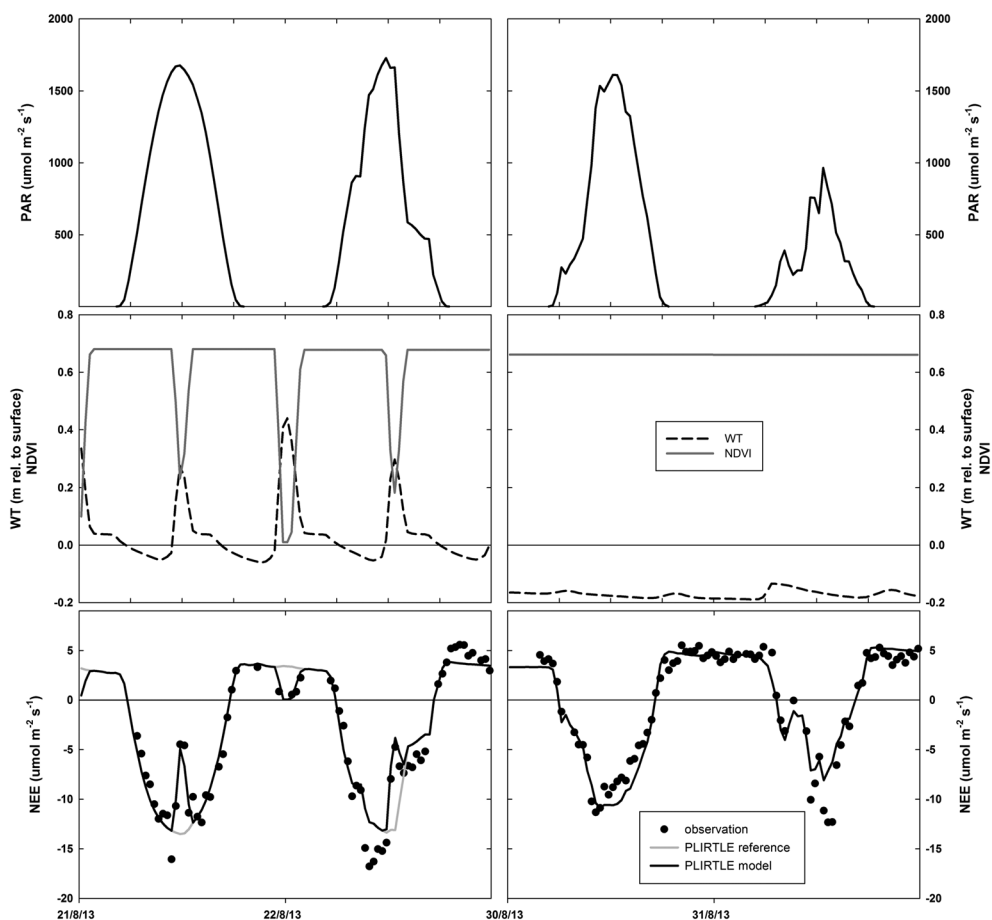 2000
1500
1000
500
PAR (umol m⁻² s⁻¹)
2000
1500
1000
500
PAR (umol m⁻² s⁻¹)
0.8
0.6
0.4
0.2
0.0
-0.2
WT (m rel. to surface)
NDVI
WT
NDVI
0.8
0.6
0.4
0.2
0.0
-0.2
WT (m rel. to surface)
NDVI
5
0
-5
-10
-15
-20
NEE (umol m⁻² s⁻¹)
21/8/13
22/8/13
observation
PLIRTLE reference
PLIRTLE model
5
0
-5
-10
-15
-20
NEE (umol m⁻² s⁻¹)
30/8/13
31/8/13